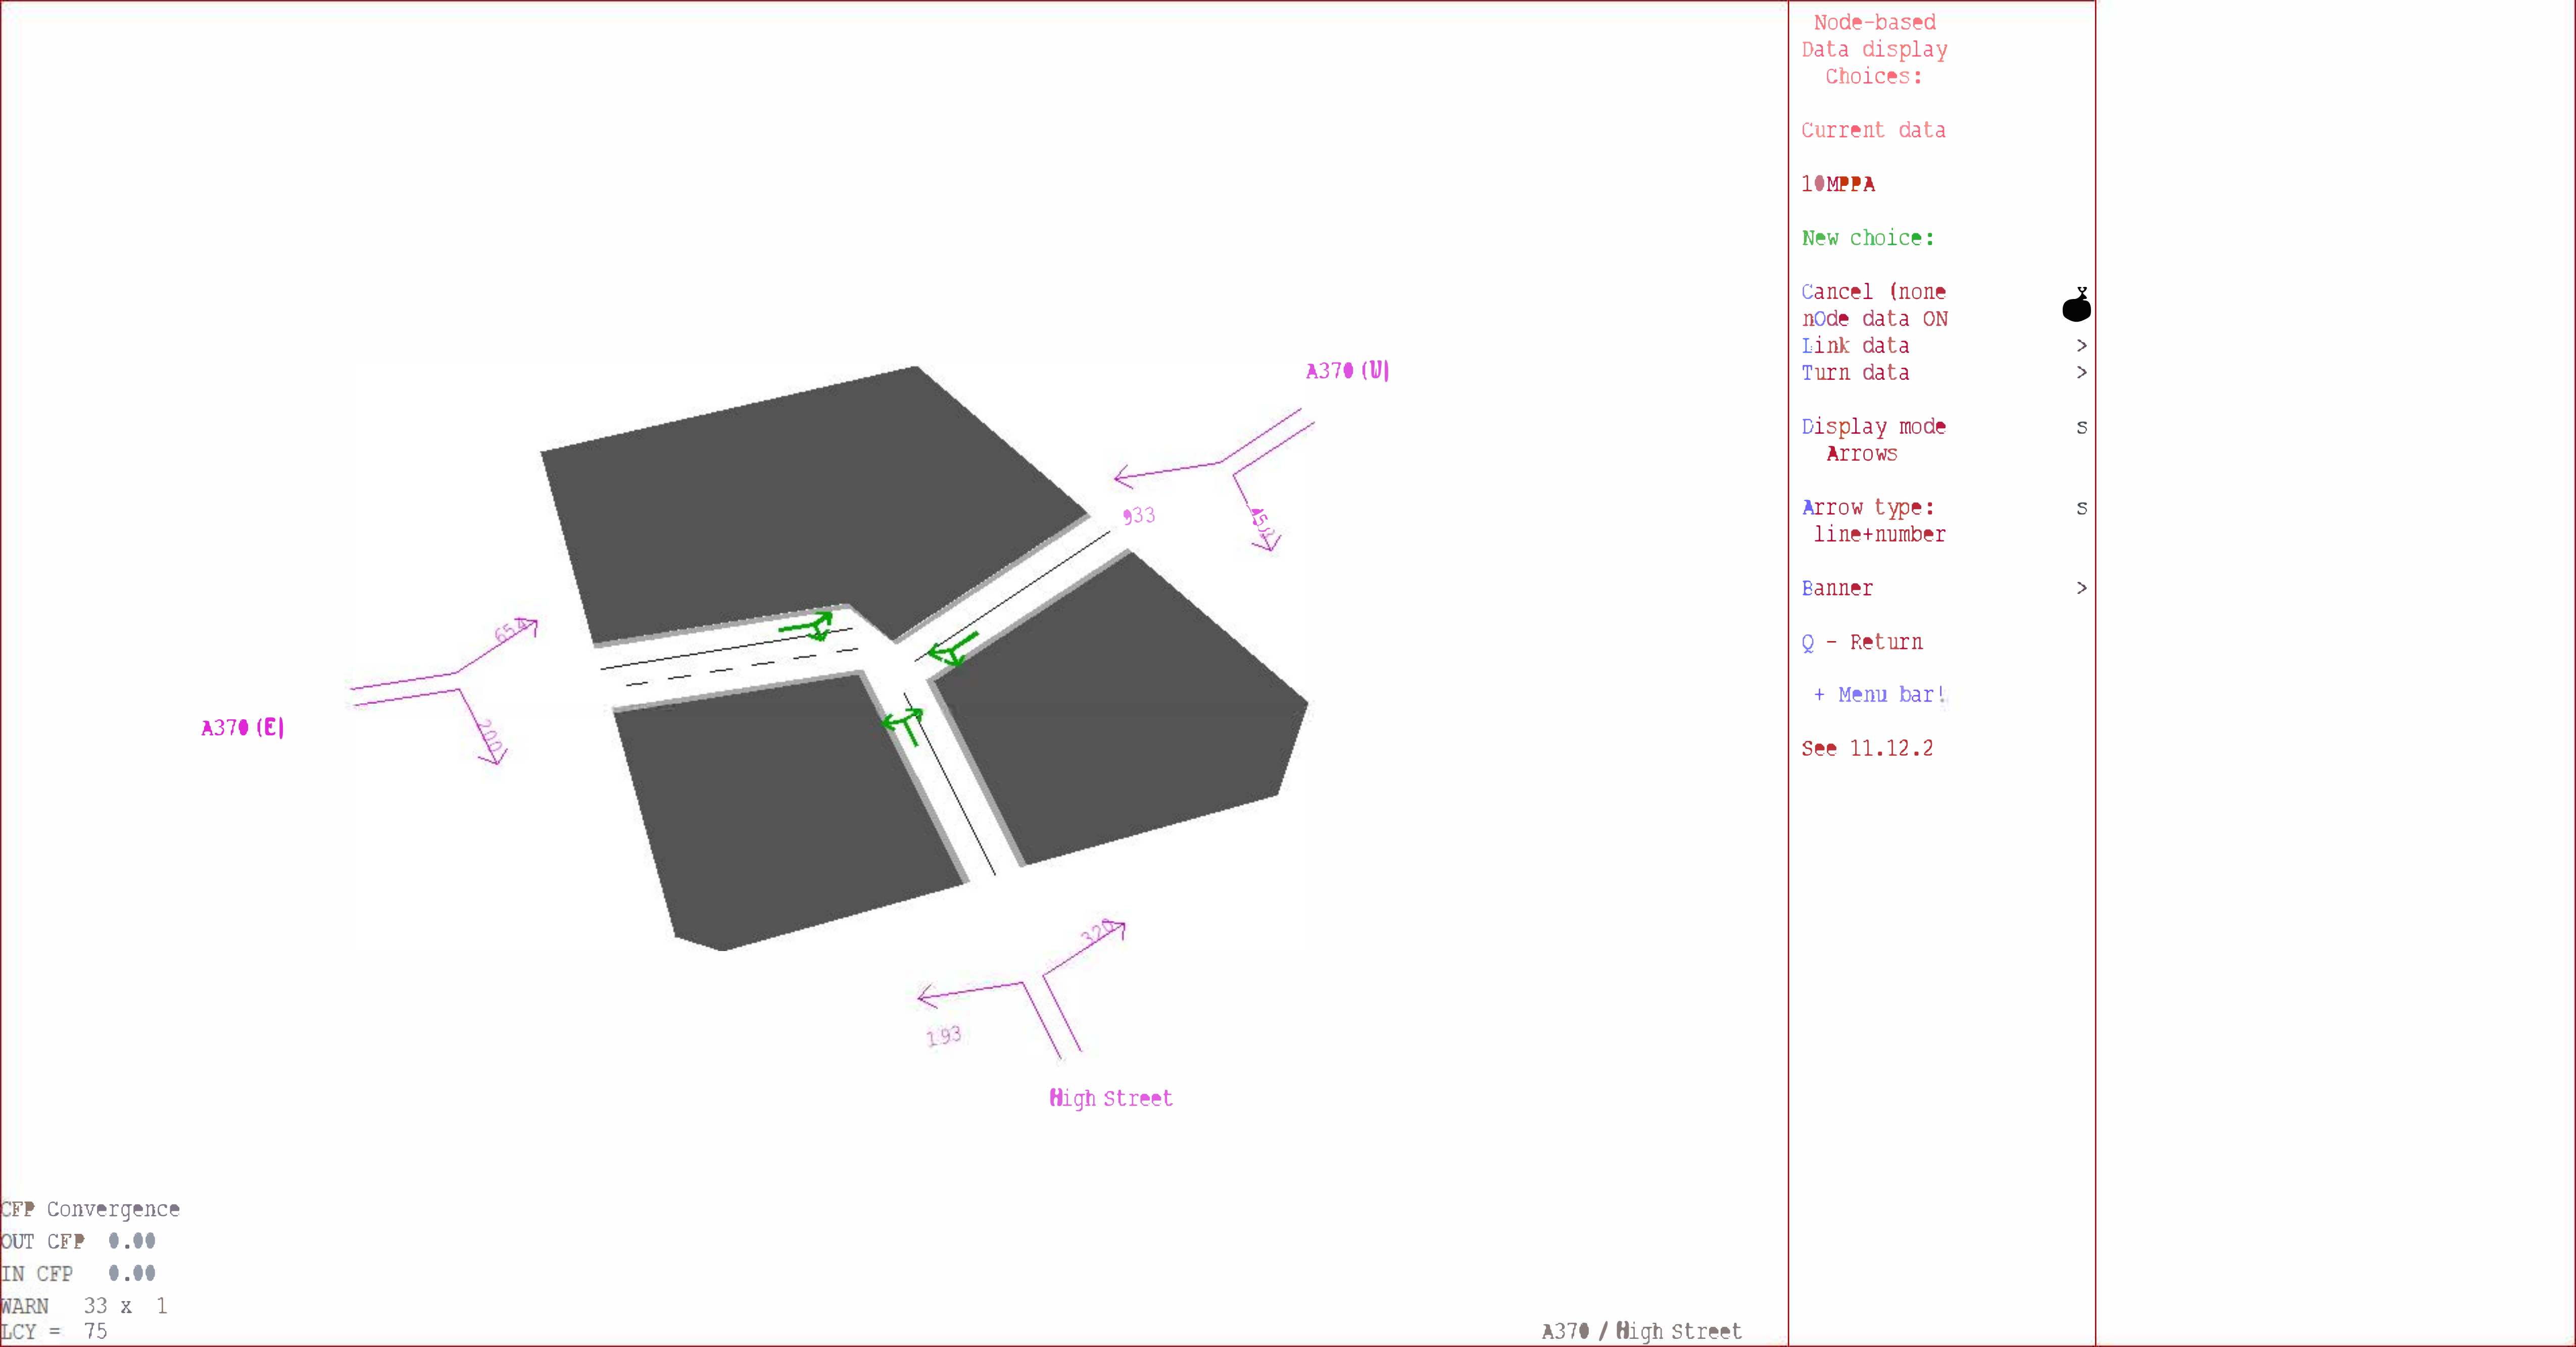 Node-based
Data display
Choices:
Current data
10MPPA
New choice:
Cancel (none x
nOde data ON
Link data >
Turn data >
Display mode s
Arrows
Arrow type: s
line+number
Banner >
Q - Return
+ Menu bar!
See 11.12.2
A370 (W)
933
654
200
A370 (E)
320
193
High Street
CFP Convergence
OUT CFP 0.00
IN CFP 0.00
WARN 33 x 1
LCY = 75
A370 / High Street